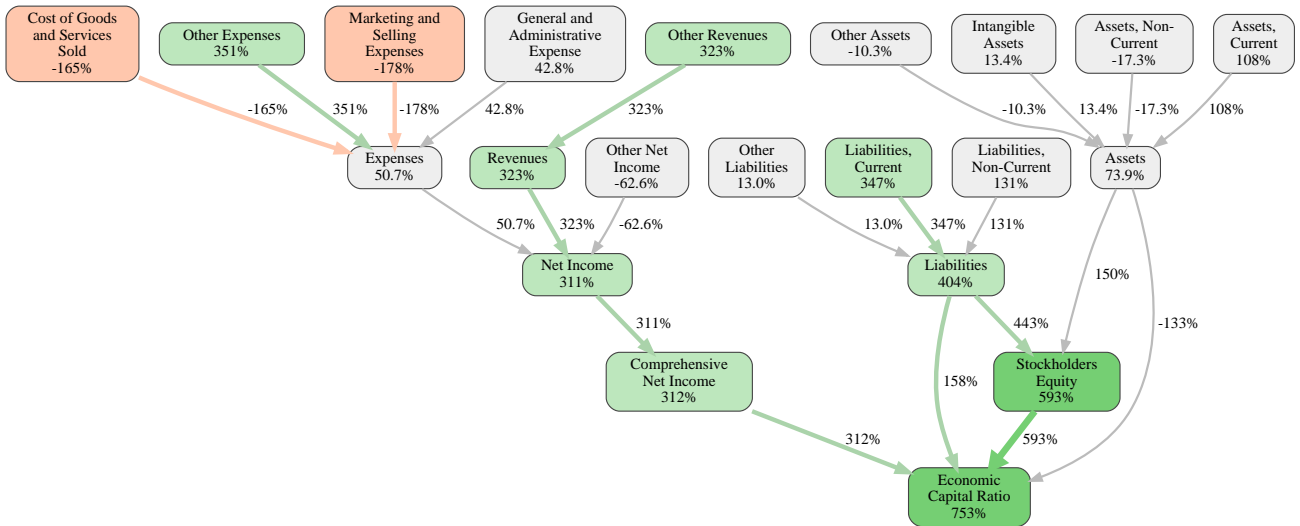 Cost of Goods
and Services
Sold
-165%
Other Expenses
351%
Marketing and
Selling
Expenses
-178%
General and
Administrative
Expense
42.8%
Other Revenues
323%
Other Assets
-10.3%
Intangible
Assets
13.4%
Assets, Non-
Current
-17.3%
Assets,
Current
108%
-165%
351%
-178%
42.8%
323%
-10.3%
13.4%
-17.3%
108%
Expenses
50.7%
Revenues
323%
Other Net
Income
-62.6%
Other
Liabilities
13.0%
Liabilities,
Current
347%
Liabilities,
Non-Current
131%
Assets
73.9%
50.7%
323%
-62.6%
13.0%
347%
131%
Net Income
311%
Liabilities
404%
150%
-133%
311%
443%
Comprehensive
Net Income
312%
158%
Stockholders
Equity
593%
312%
593%
Economic
Capital Ratio
753%